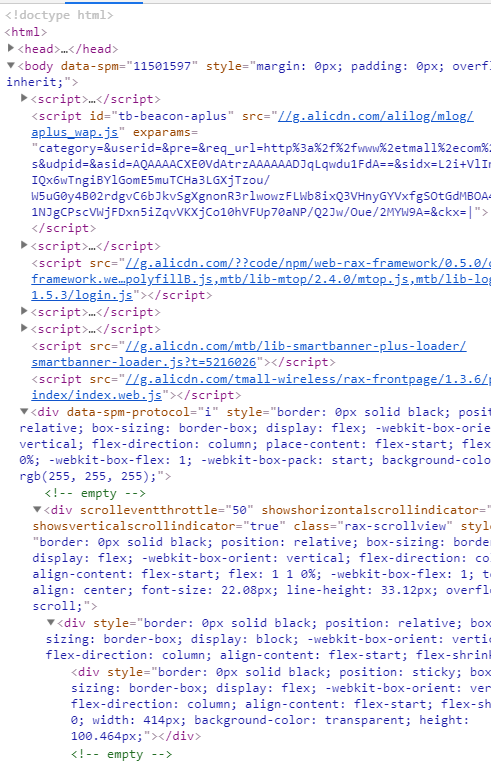 <!doctype html>
<html>
<head>…</head>
<body data-spm="11501597" style="margin: 0px; padding: 0px; overfl
inherit;">
<script>…</script>
<script id="tb-beacon-aplus" src="//g.alicdn.com/alilog/mlog/
aplus_wap.js" exparams=
"category=&userid=&pre=&req_url=http%3a%2f%2fwww%2etmall%2ecom%
s&udpid=&asid=AQAAAACXE0VdAtrzAAAAAADJqLqwdu1FdA==&sidx=L2i+VlIn
IQx6wTngiBYlGomE5muTCHa3LGXjTzou/
W5uG0y4B02rdgvC6bJkvSgXgnonR3rlwowzFLWb8ixQ3VHnyGYVxfgSOtGdMBOA4
1NJgCPscVWjFDxn5iZqvVKXjCo10hVFUp70aNP/Q2Jw/Oue/2MYW9A=&ckx=|">
</script>
<script>…</script>
<script src="//g.alicdn.com/??code/npm/web-rax-framework/0.5.0/
framework.we…polyfillB.js,mtb/lib-mtop/2.4.0/mtop.js,mtb/lib-log
1.5.3/login.js"></script>
<script>…</script>
<script>…</script>
<script src="//g.alicdn.com/mtb/lib-smartbanner-plus-loader/
smartbanner-loader.js?t=5216026"></script>
<script src="//g.alicdn.com/tmall-wireless/rax-frontpage/1.3.6/p
index/index.web.js"></script>
<div data-spm-protocol="i" style="border: 0px solid black; posit
relative; box-sizing: border-box; display: flex; -webkit-box-orie
vertical; flex-direction: column; place-content: flex-start; flex
0%; -webkit-box-flex: 1; -webkit-box-pack: start; background-colo
rgb(255, 255, 255);">
<!-- empty -->
<div scrolleventthrottle="50" showshorizontalscrollindicator="
showsverticalscrollindicator="true" class="rax-scrollview" styl
"border: 0px solid black; position: relative; box-sizing: borde
display: flex; -webkit-box-orient: vertical; flex-direction: co
align-content: flex-start; flex: 1 1 0%; -webkit-box-flex: 1; te
align: center; font-size: 22.08px; line-height: 33.12px; overflo
scroll;">
<div style="border: 0px solid black; position: relative; box
sizing: border-box; display: block; -webkit-box-orient: vertic
flex-direction: column; align-content: flex-start; flex-shrink
<div style="border: 0px solid black; position: sticky; box
sizing: border-box; display: flex; -webkit-box-orient: ver
flex-direction: column; align-content: flex-start; flex-sh
0; width: 414px; background-color: transparent; height:
100.464px;"></div>
<!-- empty -->